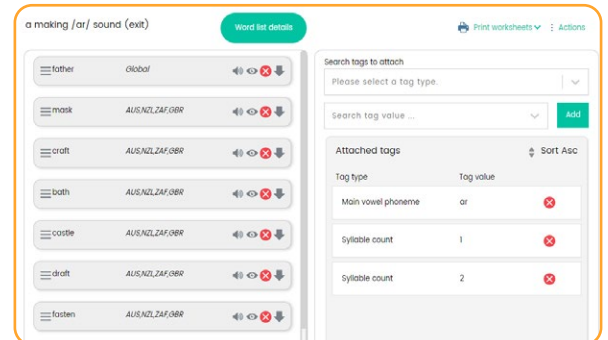 a making /ar/ sound (exit)
Word list details
Print worksheets
Actions
father Global
mask AUS,NZL,ZAF,GBR
craft AUS,NZL,ZAF,GBR
bath AUS,NZL,ZAF,GBR
castle AUS,NZL,ZAF,GBR
draft AUS,NZL,ZAF,GBR
fasten AUS,NZL,ZAF,GBR
Search tags to attach
Please select a tag type.
Search tag value ...
Add
Attached tags
Sort Asc
Tag type Tag value
Main vowel phoneme ar
Syllable count 1
Syllable count 2